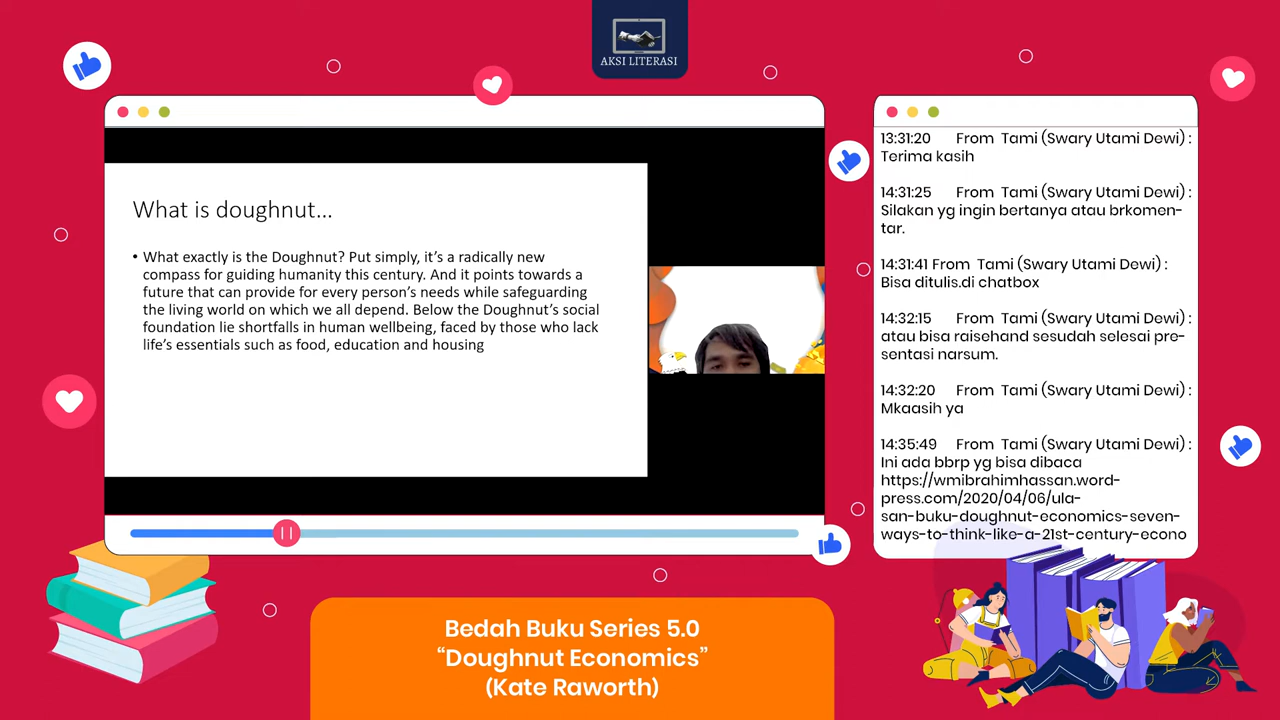 AKSI LITERASI
What is doughnut...
• What exactly is the Doughnut? Put simply, it’s a radically new
compass for guiding humanity this century. And it points towards a
future that can provide for every person’s needs while safeguarding
the living world on which we all depend. Below the Doughnut’s social
foundation lie shortfalls in human wellbeing, faced by those who lack
life’s essentials such as food, education and housing
13:31:20 From Tami (Swary Utami Dewi) :
Terima kasih
14:31:25 From Tami (Swary Utami Dewi) :
Silakan yg ingin bertanya atau brkomen-
tar.
14:31:41 From Tami (Swary Utami Dewi) :
Bisa ditulis.di chatbox
14:32:15 From Tami (Swary Utami Dewi) :
atau bisa raisehand sesudah selesai pre-
sentasi narsum.
14:32:20 From Tami (Swary Utami Dewi) :
Mkaasih ya
14:35:49 From Tami (Swary Utami Dewi) :
Ini ada bbrp yg bisa dibaca
https://wmibrahimhassan.word-
press.com/2020/04/06/ula-
san-buku-doughnut-economics-seven-
ways-to-think-like-a-21st-century-econo
Bedah Buku Series 5.0
“Doughnut Economics”
(Kate Raworth)